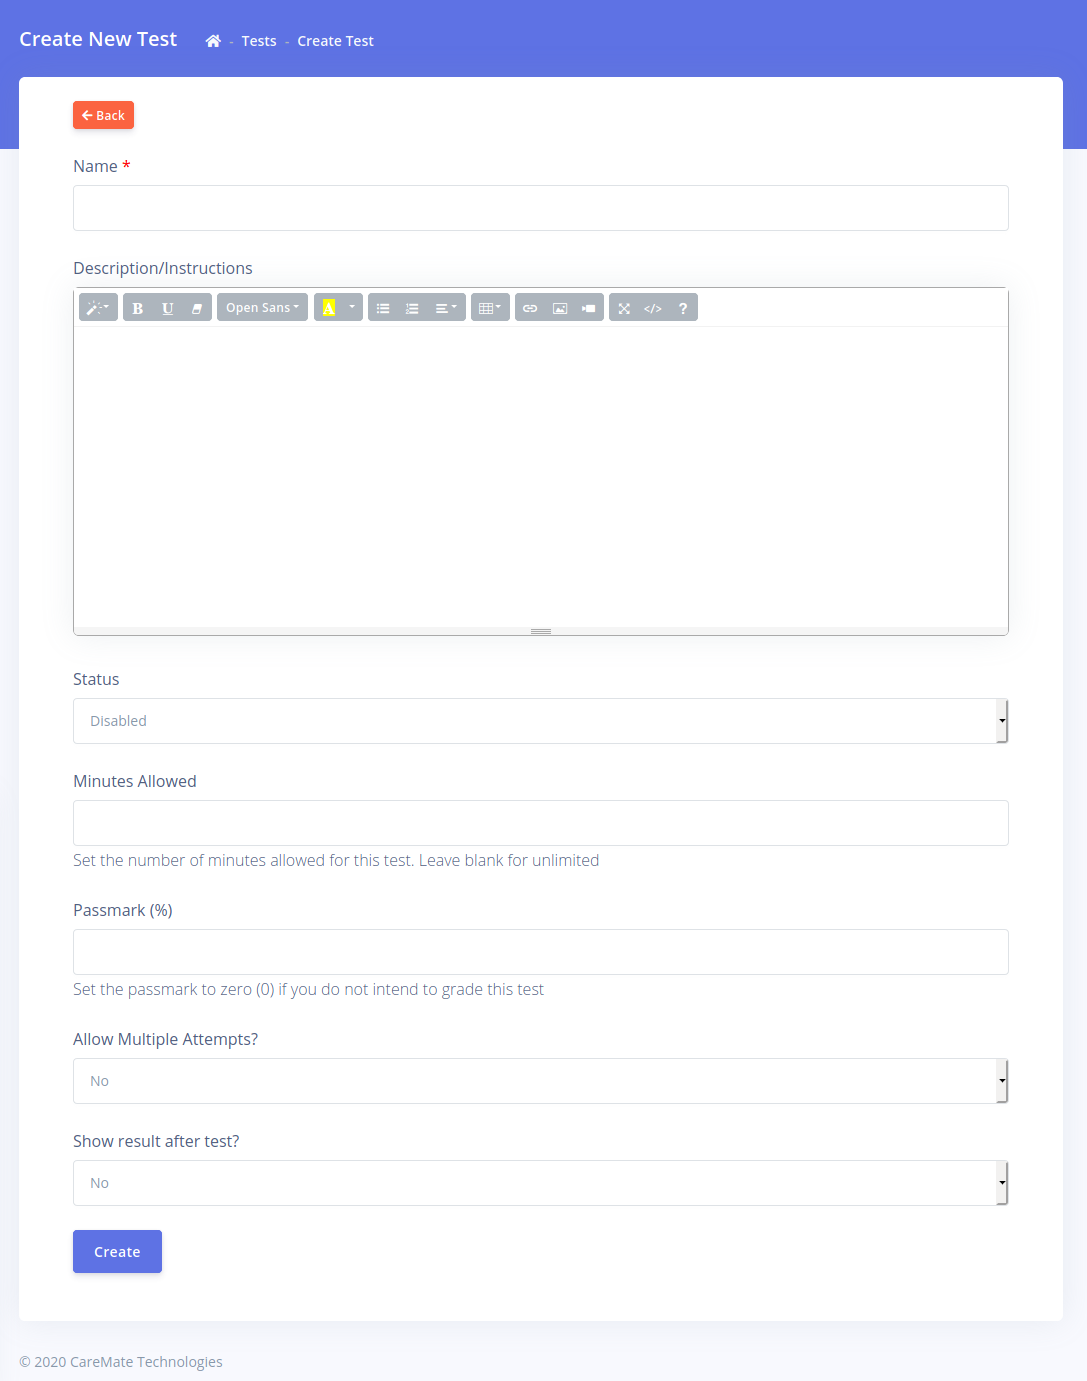 Create New Test - Tests - Create Test
Back
Name *
Description/Instructions
B U Open Sans A </> ?
Status
Disabled
Minutes Allowed
Set the number of minutes allowed for this test. Leave blank for unlimited
Passmark (%)
Set the passmark to zero (0) if you do not intend to grade this test
Allow Multiple Attempts?
No
Show result after test?
No
Create
© 2020 CareMate Technologies